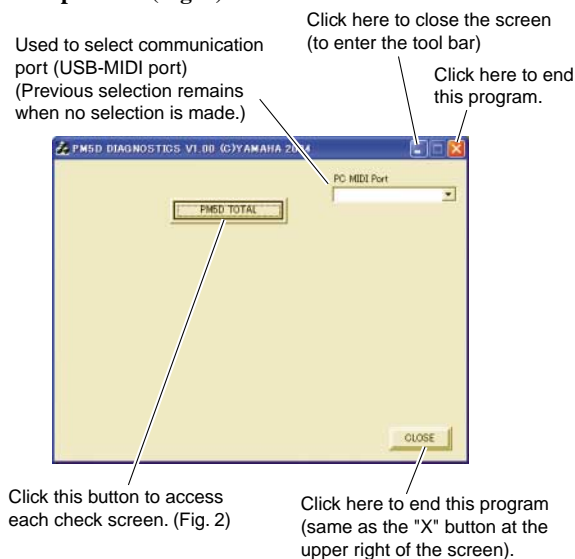 Click here to close the screen
(to enter the tool bar)
Used to select communication
port (USB-MIDI port)
(Previous selection remains
when no selection is made.)
Click here to end
this program.
PM5D DIAGNOSTICS V1.00 (C)YAMAHA 2004
PC MIDI Port
PM5D TOTAL
CLOSE
Click this button to access
each check screen. (Fig. 2)
Click here to end this program
(same as the "X" button at the
upper right of the screen).